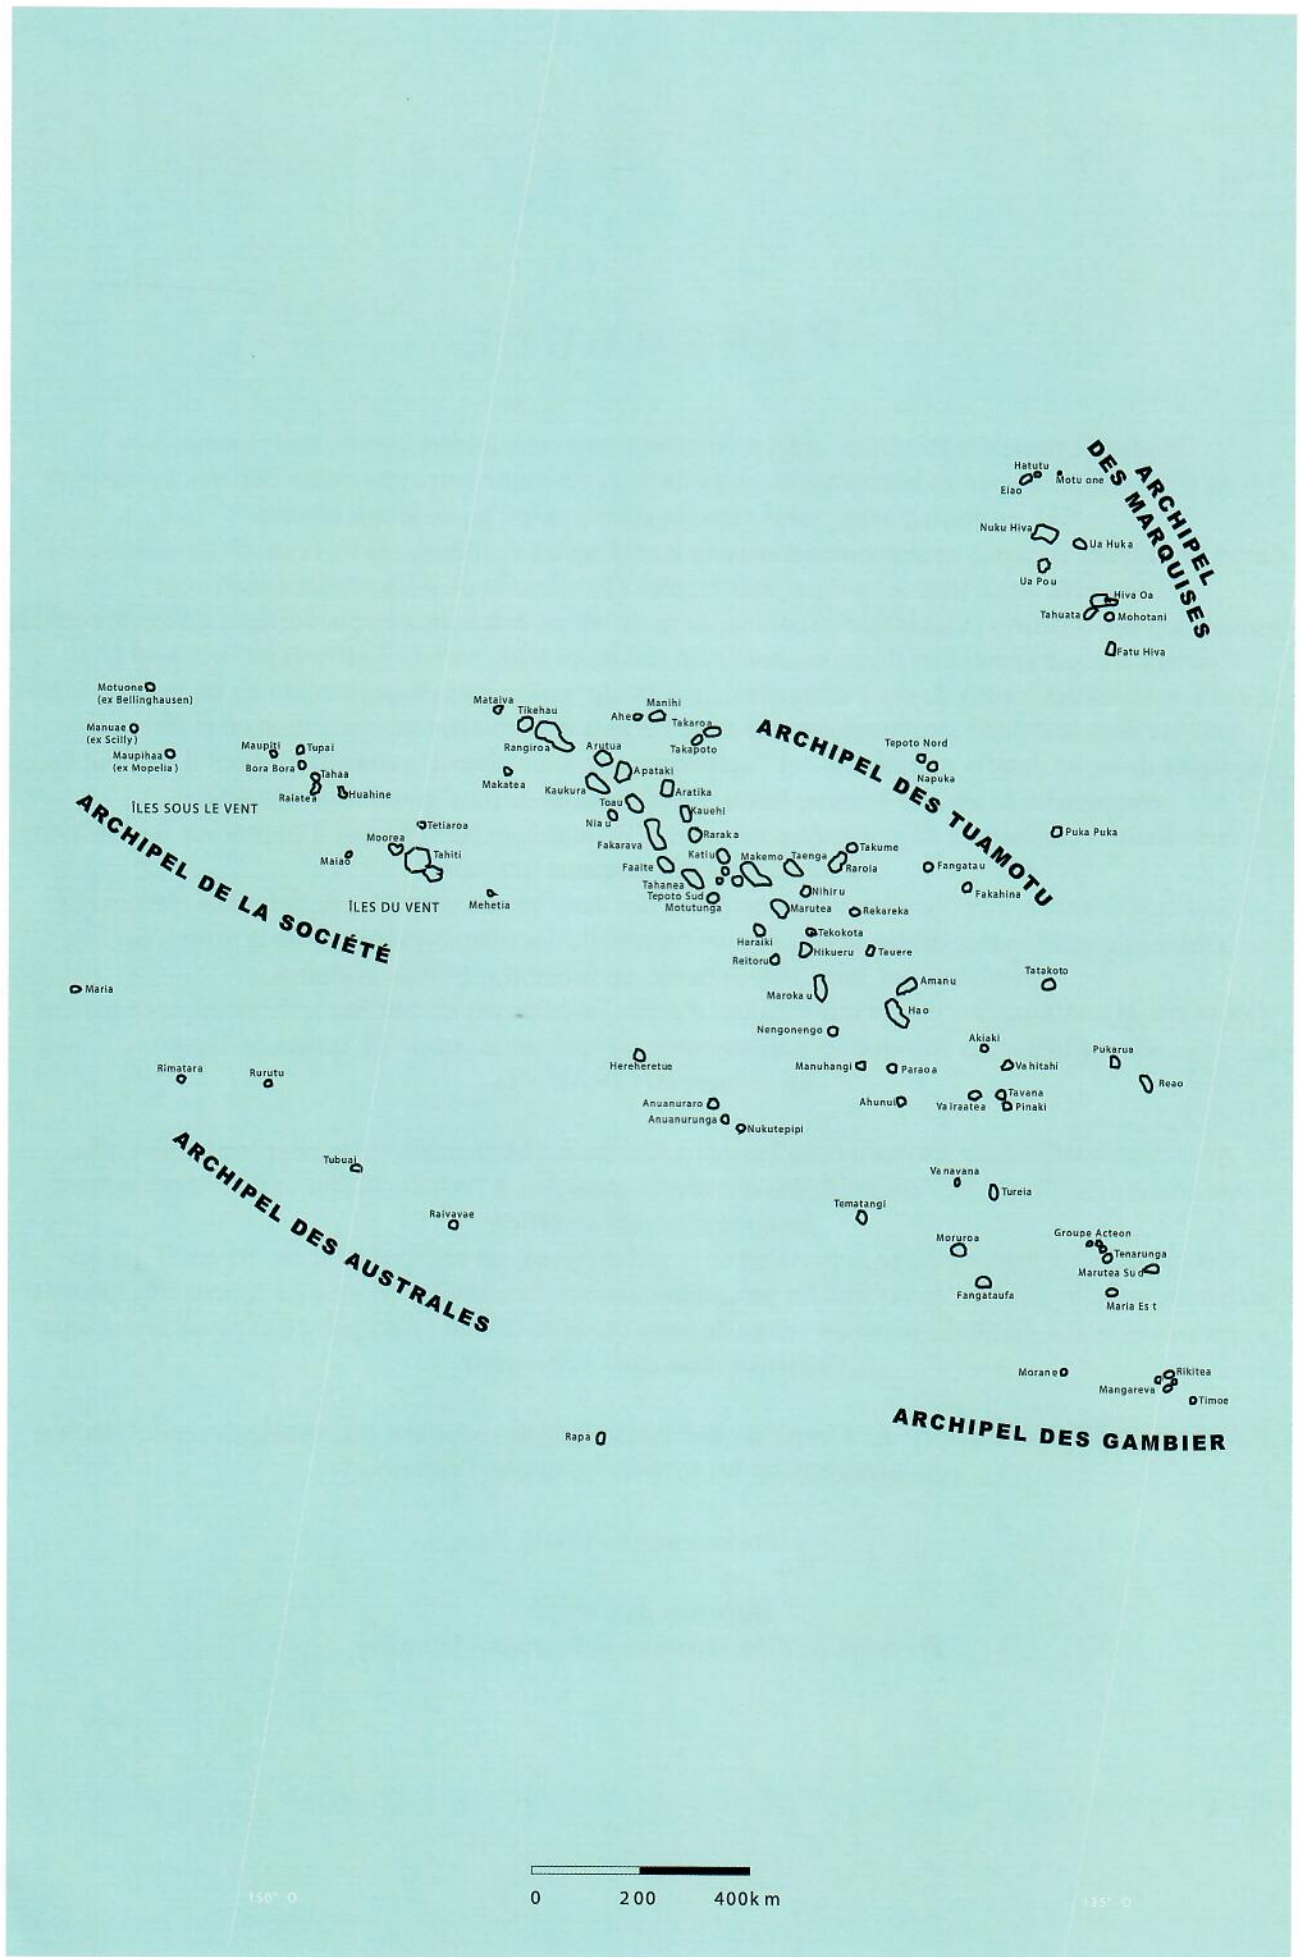 ARCHIPEL
DES MARQUISES
Hatutu
Motu one
Eiao
Nuku Hiva
Ua Huka
Ua Pou
Hiva Oa
Tahuata
Mohotani
Fatu Hiva
Motuone
(ex Bellinghausen)
Manuae
(ex Scilly)
Maupihaa
(ex Mopelia)
Maupiti
Tupai
Bora Bora
Tahaa
Raiatea
Huahine
ÎLES SOUS LE VENT
Tetiaroa
Moorea
Maiao
Tahiti
ÎLES DU VENT
Mehetia
ARCHIPEL DE LA SOCIÉTÉ
Mataiva
Tikehau
Rangiroa
Makatea
Ahe
Manihi
Takaroa
Takapoto
Arutua
Apataki
Kaukura
Aratika
Toau
Niau
Kauehi
Fakarava
Raraka
Faaite
Katiu
Tahanea
Tepoto Sud
Motutunga
Makemo
Taenga
Takume
Raroia
Nihiru
Marutea
Rekareka
Haraiki
Tekokota
Reitoru
Hikueru
Tauere
Marokau
Amanu
Hao
Nengonengo
ARCHIPEL DES TUAMOTU
Tepoto Nord
Napuka
Puka Puka
Fangatau
Fakahina
Tatakoto
Akiaki
Vahitahi
Pukarua
Reao
Hereheretue
Manuhangi
Paraoa
Ahunui
Vairaatea
Tavana
Pinaki
Anuanuraro
Anuanurunga
Nukutepipi
Vanavana
Tureia
Tematangi
Moruroa
Fangataufa
Groupe Acteon
Tenarunga
Marutea Sud
Maria Est
Morane
Rikitea
Mangareva
Timoe
ARCHIPEL DES GAMBIER
Maria
Rimatara
Rurutu
Tubuai
Raivavae
ARCHIPEL DES AUSTRALES
Rapa
0 200 400km
150° O
135° O